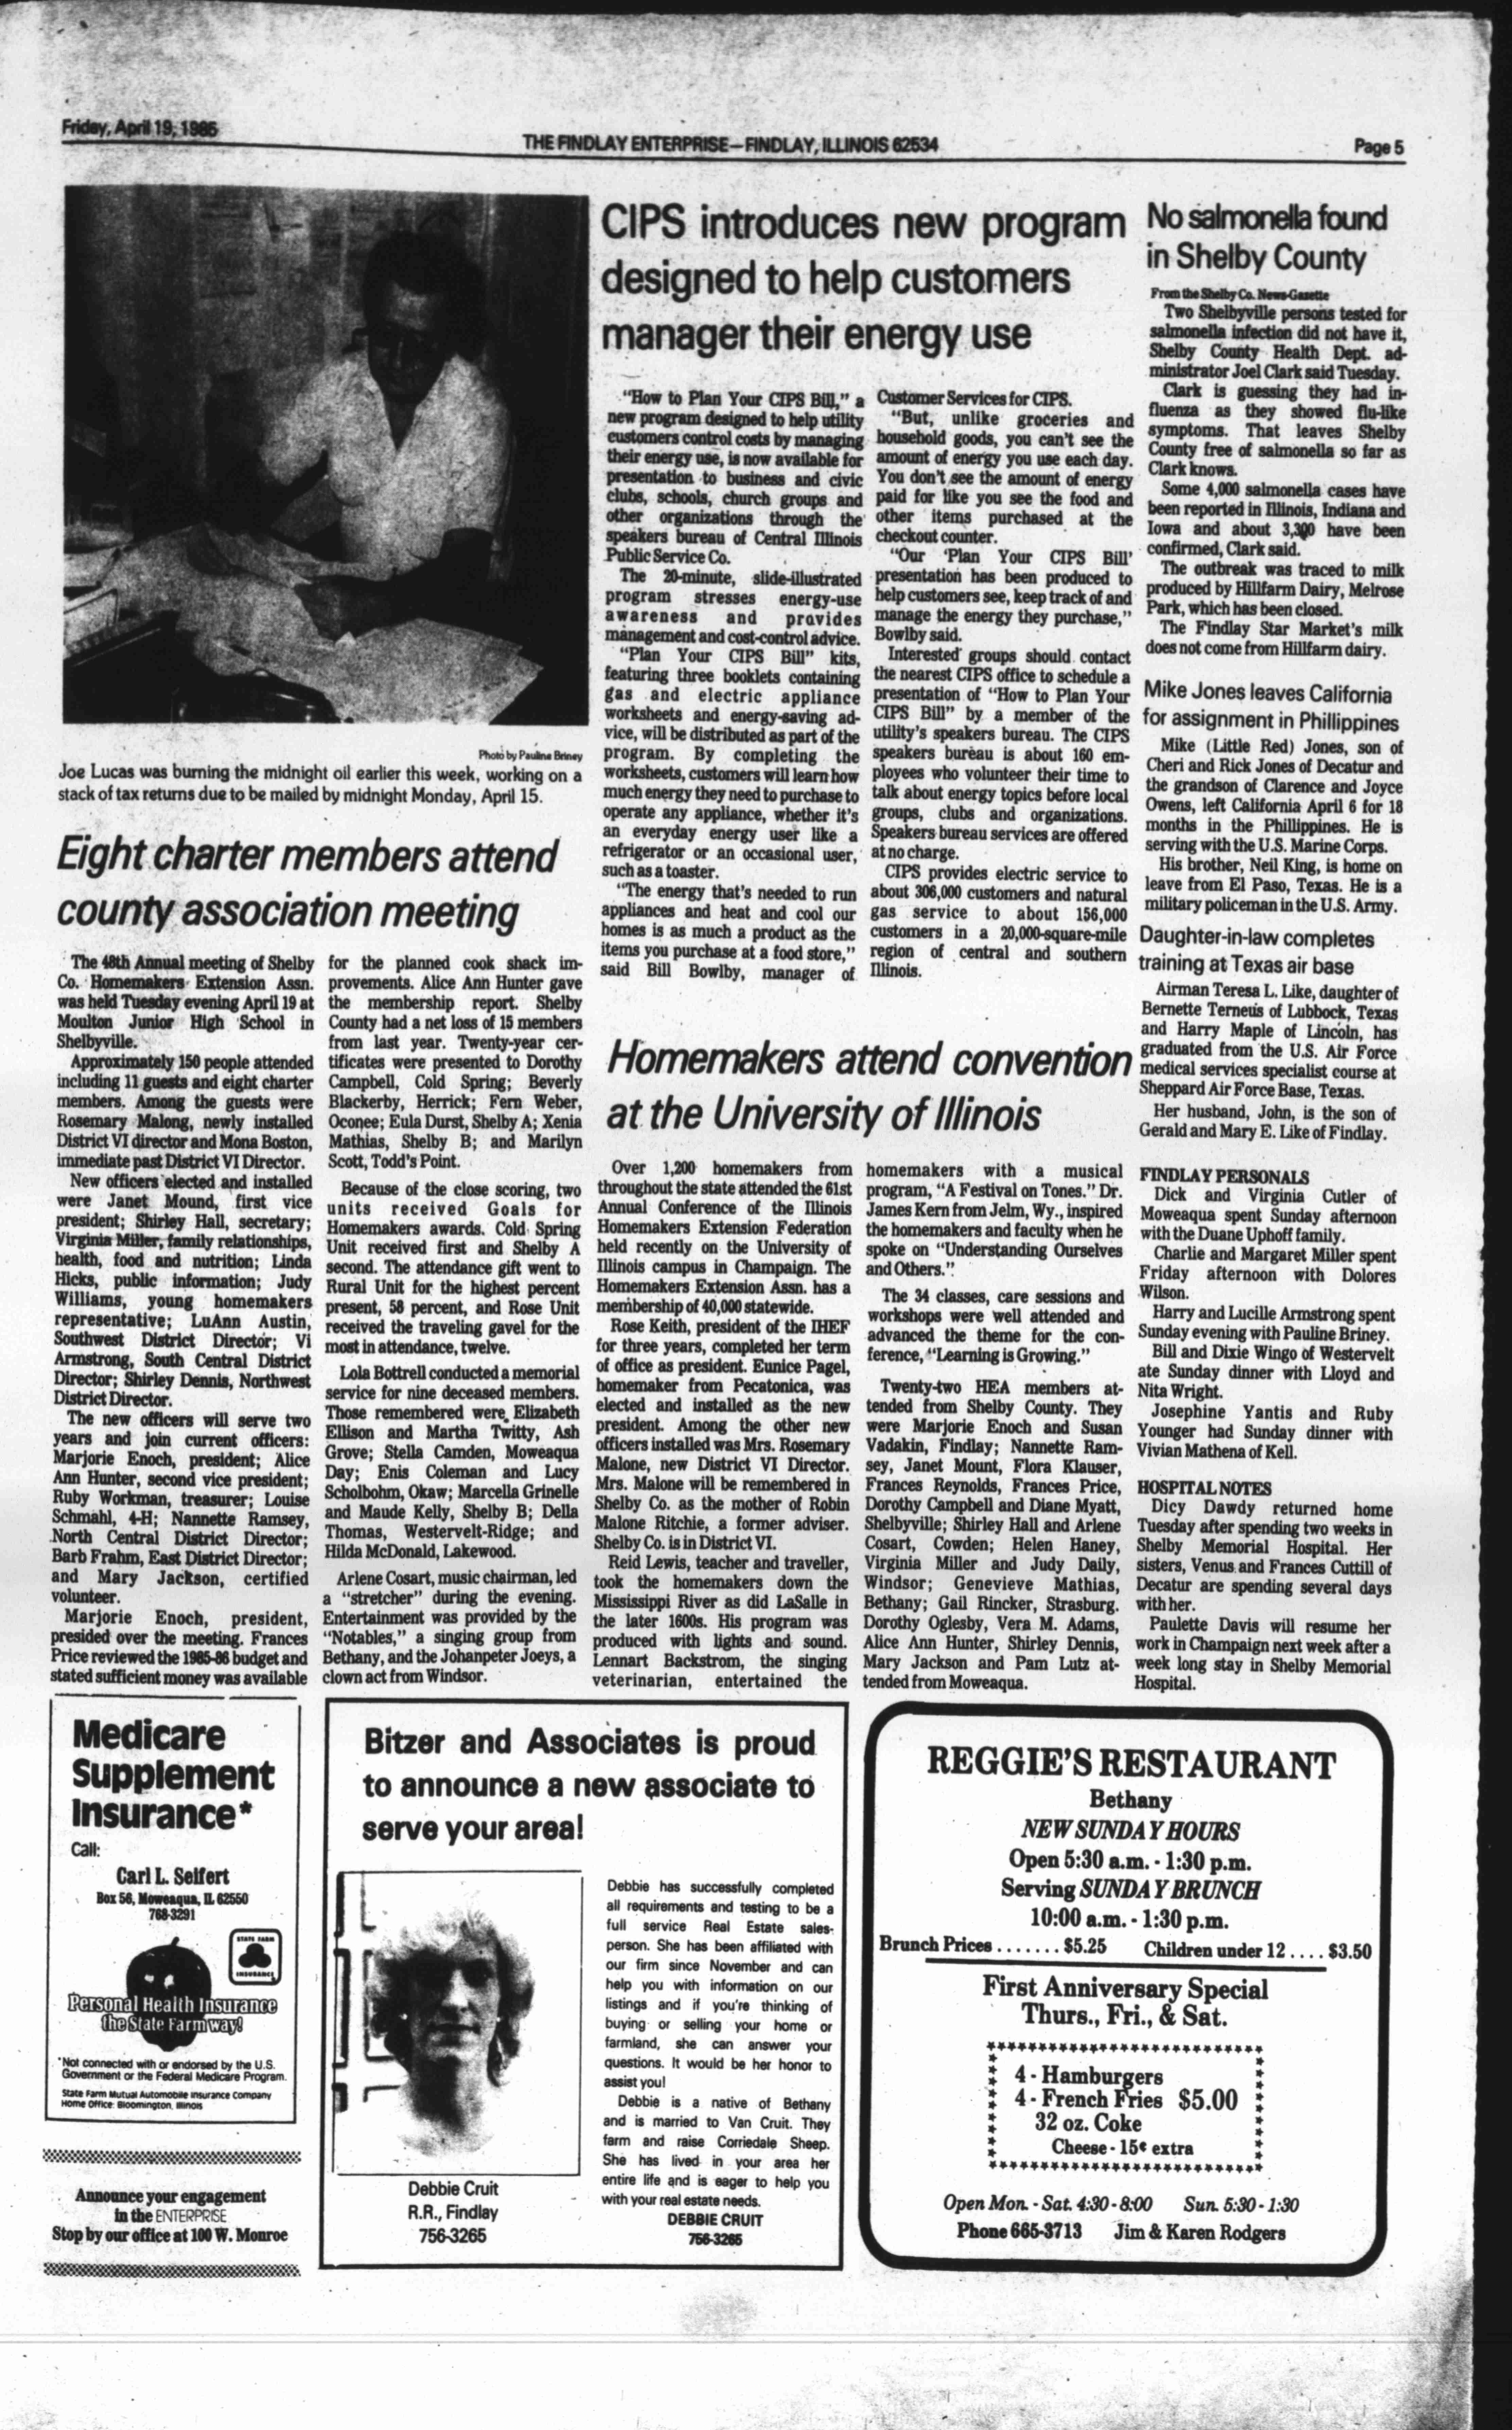 Friday, April 19, 1985
THE FINDLAY ENTERPRISE—FINDLAY, ILLINOIS 62534
Page 5
Photo by Pauline Briney
Joe Lucas was burning the midnight oil earlier this week, working on a
stack of tax returns due to be mailed by midnight Monday, April 15.
Eight charter members attend
county association meeting
The 48th Annual meeting of Shelby
Co. Homemakers Extension Assn.
was held Tuesday evening April 19 at
Moulton Junior High School in
Shelbyville.
Approximately 150 people attended
including 11 guests and eight charter
members. Among the guests were
Rosemary Malong, newly installed
District VI director and Mona Boston,
immediate past District VI Director.
New officers elected and installed
were Janet Mound, first vice
president; Shirley Hall, secretary;
Virginia Miller, family relationships,
health, food and nutrition; Linda
Hicks, public information; Judy
Williams, young homemakers
representative; LuAnn Austin,
Southwest District Director; Vi
Armstrong, South Central District
Director; Shirley Dennis, Northwest
District Director.
The new officers will serve two
years and join current officers:
Marjorie Enoch, president; Alice
Ann Hunter, second vice president;
Ruby Workman, treasurer; Louise
Schmahl, 4-H; Nannette Ramsey,
North Central District Director;
Barb Frahm, East District Director;
and Mary Jackson, certified
volunteer.
Marjorie Enoch, president,
presided over the meeting. Frances
Price reviewed the 1985-86 budget and
stated sufficient money was available
for the planned cook shack im-
provements. Alice Ann Hunter gave
the membership report. Shelby
County had a net loss of 15 members
from last year. Twenty-year cer-
tificates were presented to Dorothy
Campbell, Cold Spring; Beverly
Blackerby, Herrick; Fern Weber,
Oconee; Eula Durst, Shelby A; Xenia
Mathias, Shelby B; and Marilyn
Scott, Todd's Point.
Because of the close scoring, two
units received Goals for
Homemakers awards. Cold Spring
Unit received first and Shelby A
second. The attendance gift went to
Rural Unit for the highest percent
present, 58 percent, and Rose Unit
received the traveling gavel for the
most in attendance, twelve.
Lola Bottrell conducted a memorial
service for nine deceased members.
Those remembered were Elizabeth
Ellison and Martha Twitty, Ash
Grove; Stella Camden, Moweaqua
Day; Enis Coleman and Lucy
Scholbohm, Okaw; Marcella Grinelle
and Maude Kelly, Shelby B; Della
Thomas, Westervelt-Ridge; and
Hilda McDonald, Lakewood.
Arlene Cosart, music chairman, led
a "stretcher" during the evening.
Entertainment was provided by the
"Notables," a singing group from
Bethany, and the Johanpeter Joeys, a
clown act from Windsor.
CIPS introduces new program
designed to help customers
manager their energy use
"How to Plan Your CIPS Bill," a
new program designed to help utility
customers control costs by managing
their energy use, is now available for
presentation to business and civic
clubs, schools, church groups and
other organizations through the
speakers bureau of Central Illinois
Public Service Co.
The 20-minute, slide-illustrated
program stresses energy-use
awareness and provides
management and cost-control advice.
"Plan Your CIPS Bill" kits,
featuring three booklets containing
gas and electric appliance
worksheets and energy-saving ad-
vice, will be distributed as part of the
program. By completing the
worksheets, customers will learn how
much energy they need to purchase to
operate any appliance, whether it's
an everyday energy user like a
refrigerator or an occasional user,
such as a toaster.
"The energy that's needed to run
appliances and heat and cool our
homes is as much a product as the
items you purchase at a food store,"
said Bill Bowlby, manager of
Customer Services for CIPS.
"But, unlike groceries and
household goods, you can't see the
amount of energy you use each day.
You don't see the amount of energy
paid for like you see the food and
other items purchased at the
checkout counter.
"Our 'Plan Your CIPS Bill'
presentation has been produced to
help customers see, keep track of and
manage the energy they purchase,"
Bowlby said.
Interested groups should contact
the nearest CIPS office to schedule a
presentation of "How to Plan Your
CIPS Bill" by a member of the
utility's speakers bureau. The CIPS
speakers bureau is about 160 em-
ployees who volunteer their time to
talk about energy topics before local
groups, clubs and organizations.
Speakers bureau services are offered
at no charge.
CIPS provides electric service to
about 306,000 customers and natural
gas service to about 156,000
customers in a 20,000-square-mile
region of central and southern
Illinois.
Homemakers attend convention
at the University of Illinois
Over 1,200 homemakers from
throughout the state attended the 61st
Annual Conference of the Illinois
Homemakers Extension Federation
held recently on the University of
Illinois campus in Champaign. The
Homemakers Extension Assn. has a
membership of 40,000 statewide.
Rose Keith, president of the IHEF
for three years, completed her term
of office as president. Eunice Pagel,
homemaker from Pecatonica, was
elected and installed as the new
president. Among the other new
officers installed was Mrs. Rosemary
Malone, new District VI Director.
Mrs. Malone will be remembered in
Shelby Co. as the mother of Robin
Malone Ritchie, a former adviser.
Shelby Co. is in District VI.
Reid Lewis, teacher and traveller,
took the homemakers down the
Mississippi River as did LaSalle in
the later 1600s. His program was
produced with lights and sound.
Lennart Backstrom, the singing
veterinarian, entertained the
homemakers with a musical
program, "A Festival on Tones." Dr.
James Kern from Jelm, Wy., inspired
the homemakers and faculty when he
spoke on "Understanding Ourselves
and Others."
The 34 classes, care sessions and
workshops were well attended and
advanced the theme for the con-
ference, "Learning is Growing."
Twenty-two HEA members at-
tended from Shelby County. They
were Marjorie Enoch and Susan
Vadakin, Findlay; Nannette Ram-
sey, Janet Mount, Flora Klauser,
Frances Reynolds, Frances Price,
Dorothy Campbell and Diane Myatt,
Shelbyville; Shirley Hall and Arlene
Cosart, Cowden; Helen Haney,
Virginia Miller and Judy Daily,
Windsor; Genevieve Mathias,
Bethany; Gail Rincker, Strasburg.
Dorothy Oglesby, Vera M. Adams,
Alice Ann Hunter, Shirley Dennis,
Mary Jackson and Pam Lutz at-
tended from Moweaqua.
No salmonella found
in Shelby County
From the Shelby Co. News-Gazette
Two Shelbyville persons tested for
salmonella infection did not have it,
Shelby County Health Dept. ad-
ministrator Joel Clark said Tuesday.
Clark is guessing they had in-
fluenza as they showed flu-like
symptoms. That leaves Shelby
County free of salmonella so far as
Clark knows.
Some 4,000 salmonella cases have
been reported in Illinois, Indiana and
Iowa and about 3,300 have been
confirmed, Clark said.
The outbreak was traced to milk
produced by Hillfarm Dairy, Melrose
Park, which has been closed.
The Findlay Star Market's milk
does not come from Hillfarm dairy.
Mike Jones leaves California
for assignment in Phillippines
Mike (Little Red) Jones, son of
Cheri and Rick Jones of Decatur and
the grandson of Clarence and Joyce
Owens, left California April 6 for 18
months in the Phillippines. He is
serving with the U.S. Marine Corps.
His brother, Neil King, is home on
leave from El Paso, Texas. He is a
military policeman in the U.S. Army.
Daughter-in-law completes
training at Texas air base
Airman Teresa L. Like, daughter of
Bernette Terneus of Lubbock, Texas
and Harry Maple of Lincoln, has
graduated from the U.S. Air Force
medical services specialist course at
Sheppard Air Force Base, Texas.
Her husband, John, is the son of
Gerald and Mary E. Like of Findlay.
FINDLAY PERSONALS
Dick and Virginia Cutler of
Moweaqua spent Sunday afternoon
with the Duane Uphoff family.
Charlie and Margaret Miller spent
Friday afternoon with Dolores
Wilson.
Harry and Lucille Armstrong spent
Sunday evening with Pauline Briney.
Bill and Dixie Wingo of Westervelt
ate Sunday dinner with Lloyd and
Nita Wright.
Josephine Yantis and Ruby
Younger had Sunday dinner with
Vivian Mathena of Kell.
HOSPITAL NOTES
Dicy Dawdy returned home
Tuesday after spending two weeks in
Shelby Memorial Hospital. Her
sisters, Venus and Frances Cuttill of
Decatur are spending several days
with her.
Paulette Davis will resume her
work in Champaign next week after a
week long stay in Shelby Memorial
Hospital.
Medicare
Supplement
Insurance*
Call:
Carl L. Seifert
Box 56, Moweaqua, IL 62550
768-3291
STATE FARM
INSURANCE
Personal Health Insurance
the State Farm way!
*Not connected with or endorsed by the U.S.
Government or the Federal Medicare Program.
State Farm Mutual Automobile Insurance Company
Home Office: Bloomington, Illinois
Announce your engagement
in the ENTERPRISE
Stop by our office at 100 W. Monroe
Bitzer and Associates is proud
to announce a new associate to
serve your area!
Debbie has successfully completed
all requirements and testing to be a
full service Real Estate sales-
person. She has been affiliated with
our firm since November and can
help you with information on our
listings and if you're thinking of
buying or selling your home or
farmland, she can answer your
questions. It would be her honor to
assist you!
Debbie is a native of Bethany
and is married to Van Cruit. They
farm and raise Corriedale Sheep.
She has lived in your area her
entire life and is eager to help you
with your real estate needs.
DEBBIE CRUIT
756-3265
Debbie Cruit
R.R., Findlay
756-3265
REGGIE'S RESTAURANT
Bethany
NEW SUNDAY HOURS
Open 5:30 a.m. - 1:30 p.m.
Serving SUNDAY BRUNCH
10:00 a.m. - 1:30 p.m.
Brunch Prices ....... $5.25 Children under 12 .... $3.50
First Anniversary Special
Thurs., Fri., & Sat.
4 - Hamburgers
4 - French Fries $5.00
32 oz. Coke
Cheese - 15¢ extra
Open Mon. - Sat. 4:30 - 8:00 Sun. 5:30 - 1:30
Phone 665-3713 Jim & Karen Rodgers